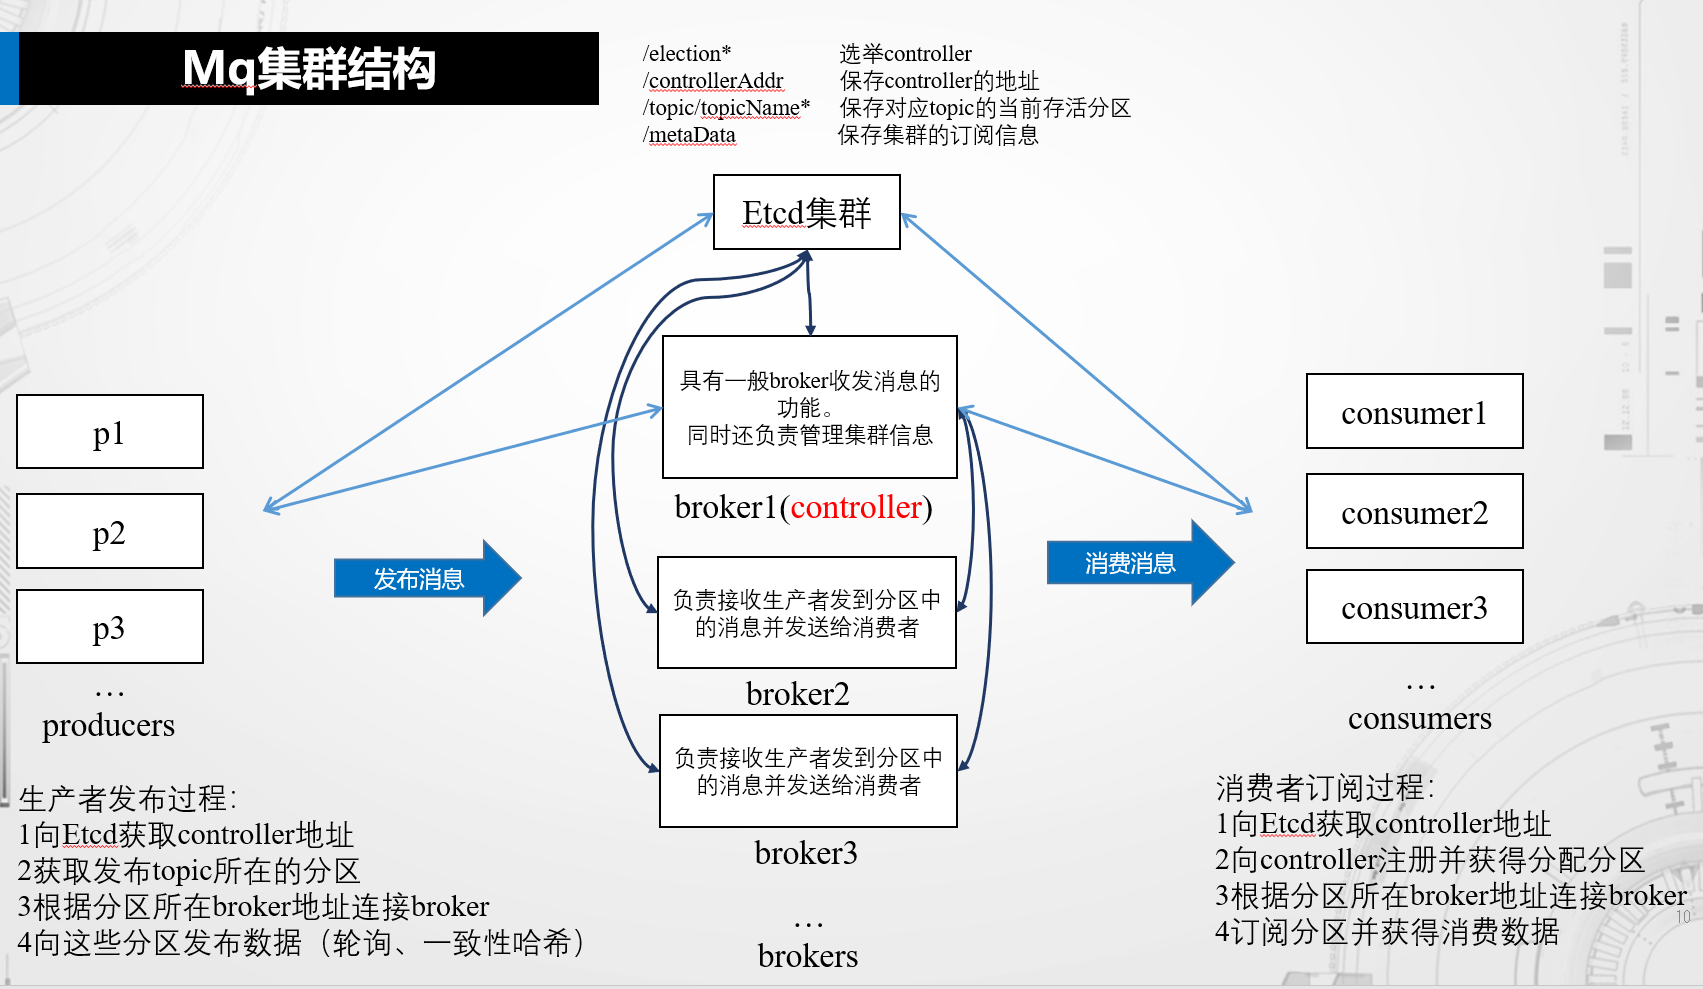 Mq集群结构
/election* 选举controller
/controllerAddr 保存controller的地址
/topic/topicName* 保存对应topic的当前存活分区
/metaData 保存集群的订阅信息
Etcd集群
具有一般broker收发消息的
功能。
同时还负责管理集群信息
broker1(controller)
负责接收生产者发到分区中
的消息并发送给消费者
broker2
负责接收生产者发到分区中
的消息并发送给消费者
broker3
…
brokers
p1
p2
p3
…
producers
发布消息
消费消息
consumer1
consumer2
consumer3
…
consumers
生产者发布过程：
1向Etcd获取controller地址
2获取发布topic所在的分区
3根据分区所在broker地址连接broker
4向这些分区发布数据（轮询、一致性哈希）
消费者订阅过程：
1向Etcd获取controller地址
2向controller注册并获得分配分区
3根据分区所在broker地址连接broker
4订阅分区并获得消费数据
10